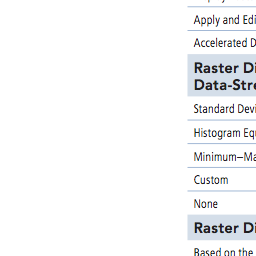 Apply and Edi
Accelerated D
Raster Di
Data-Stre
Standard Devi
Histogram Equ
Minimum–Ma
Custom
None
Raster Di
Based on the